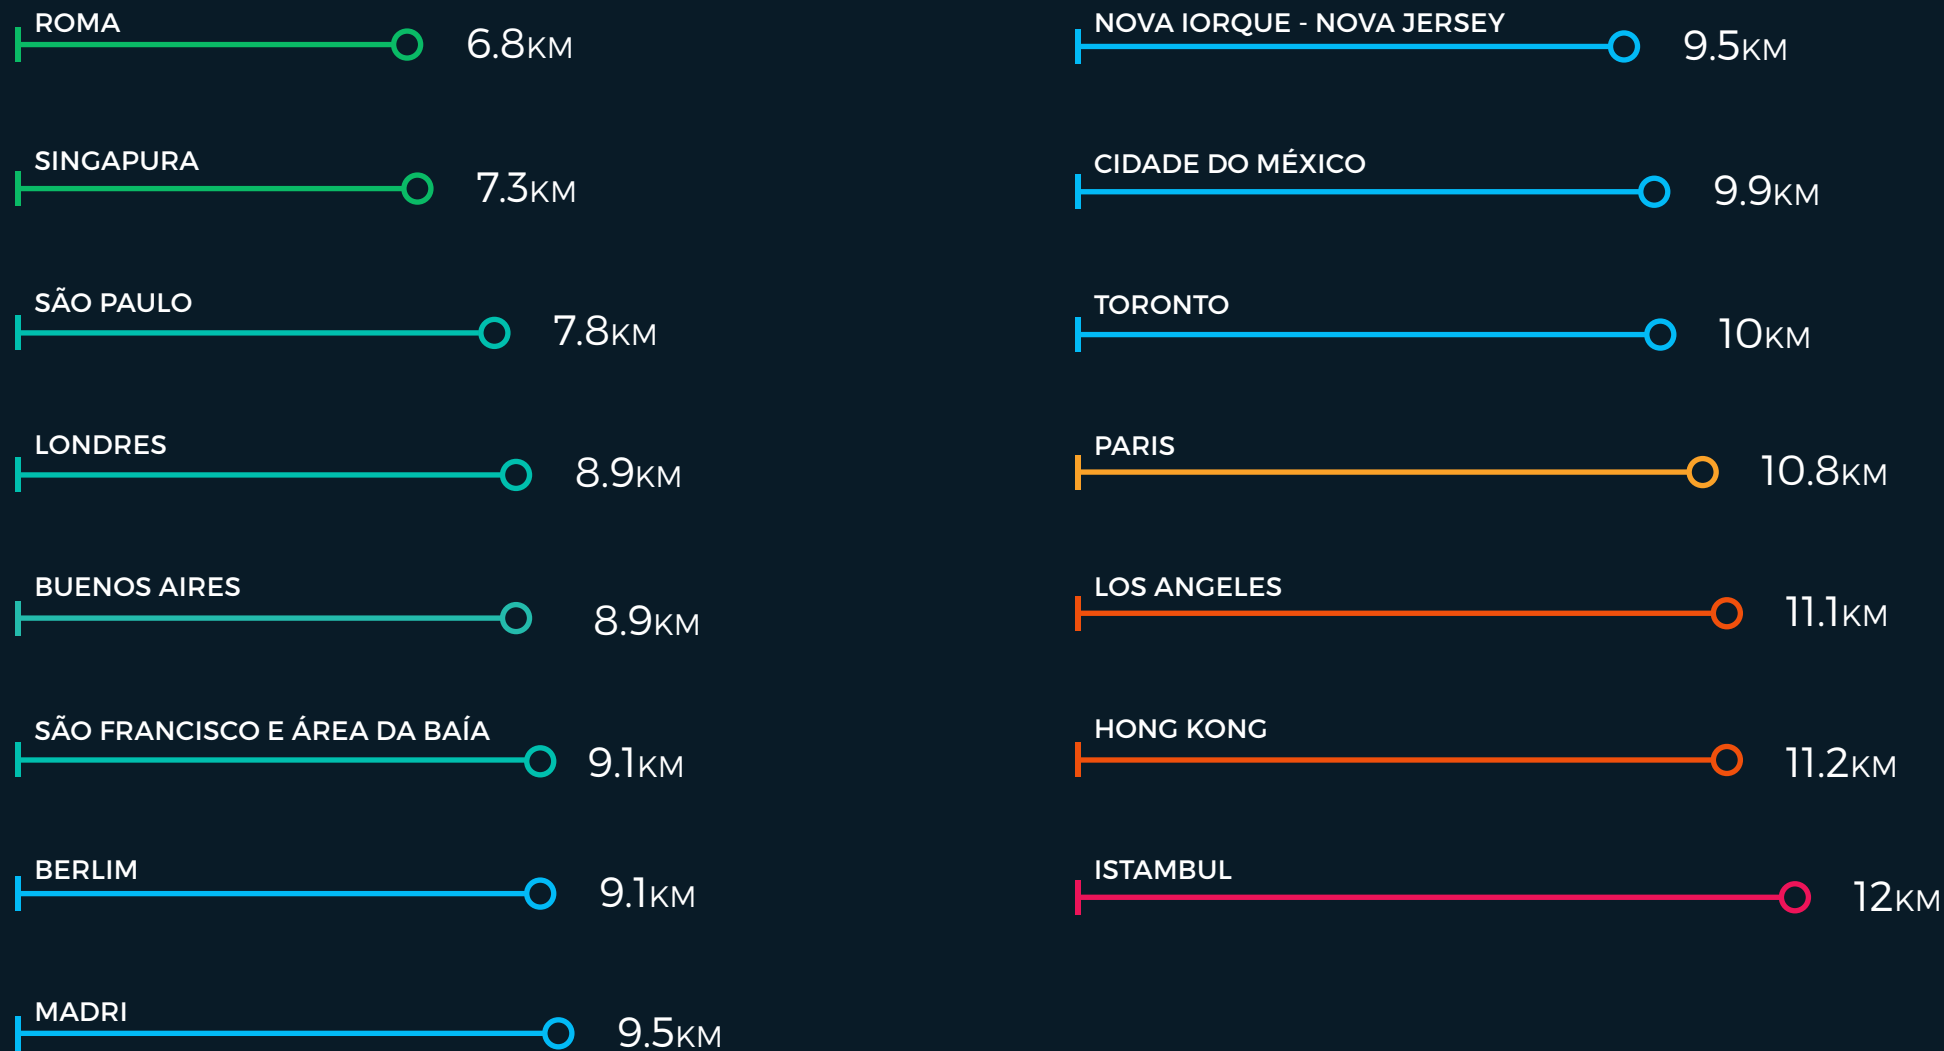 ROMA
6.8KM
SINGAPURA
7.3KM
SÃO PAULO
7.8KM
LONDRES
8.9KM
BUENOS AIRES
8.9KM
SÃO FRANCISCO E ÁREA DA BAÍA
9.1KM
BERLIM
9.1KM
MADRI
9.5KM
NOVA IORQUE - NOVA JERSEY
9.5KM
CIDADE DO MÉXICO
9.9KM
TORONTO
10KM
PARIS
10.8KM
LOS ANGELES
11.1KM
HONG KONG
11.2KM
ISTAMBUL
12KM